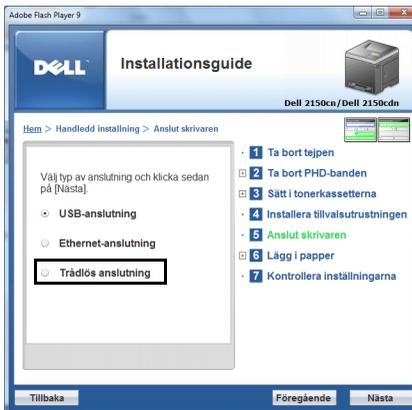 Adobe Flash Player 9
DELL™
Installationsguide
Dell 2150cn/Dell 2150cdn
Hem > Handledd installning > Anslut skrivaren
Välj typ av anslutning och klicka sedan
på [Nästa].
USB-anslutning
Ethernet-anslutning
Trådlös anslutning
1 Ta bort tejpen
2 Ta bort PHD-banden
3 Sätt i tonerkassetterna
4 Installera tillvalsutrustningen
5 Anslut skrivaren
6 Lägg i papper
7 Kontrollera inställningarna
Tillbaka
Föregående
Nästa